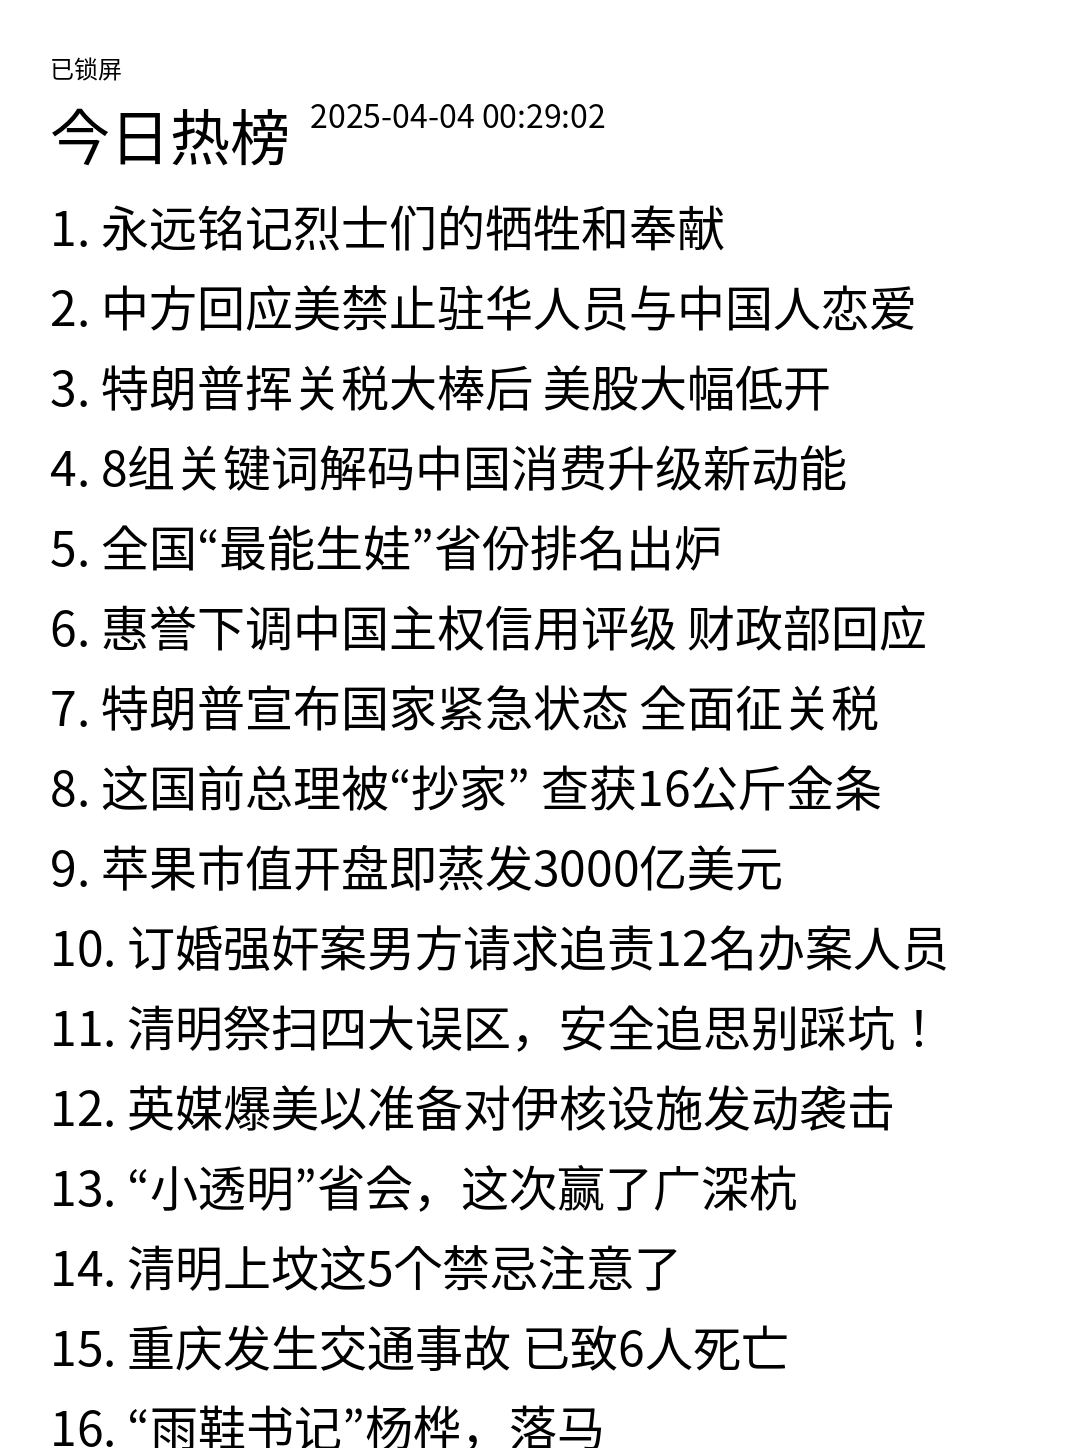 已锁屏
今日热榜 2025-04-04 00:29:02
1. 永远铭记烈士们的牺牲和奉献
2. 中方回应美禁止驻华人员与中国人恋爱
3. 特朗普挥关税大棒后 美股大幅低开
4. 8组关键词解码中国消费升级新动能
5. 全国“最能生娃”省份排名出炉
6. 惠誉下调中国主权信用评级 财政部回应
7. 特朗普宣布国家紧急状态 全面征关税
8. 这国前总理被“抄家” 查获16公斤金条
9. 苹果市值开盘即蒸发3000亿美元
10. 订婚强奸案男方请求追责12名办案人员
11. 清明祭扫四大误区，安全追思别踩坑！
12. 英媒爆美以准备对伊核设施发动袭击
13. “小透明”省会，这次赢了广深杭
14. 清明上坟这5个禁忌注意了
15. 重庆发生交通事故 已致6人死亡
16. “雨鞋书记”杨桦，落马